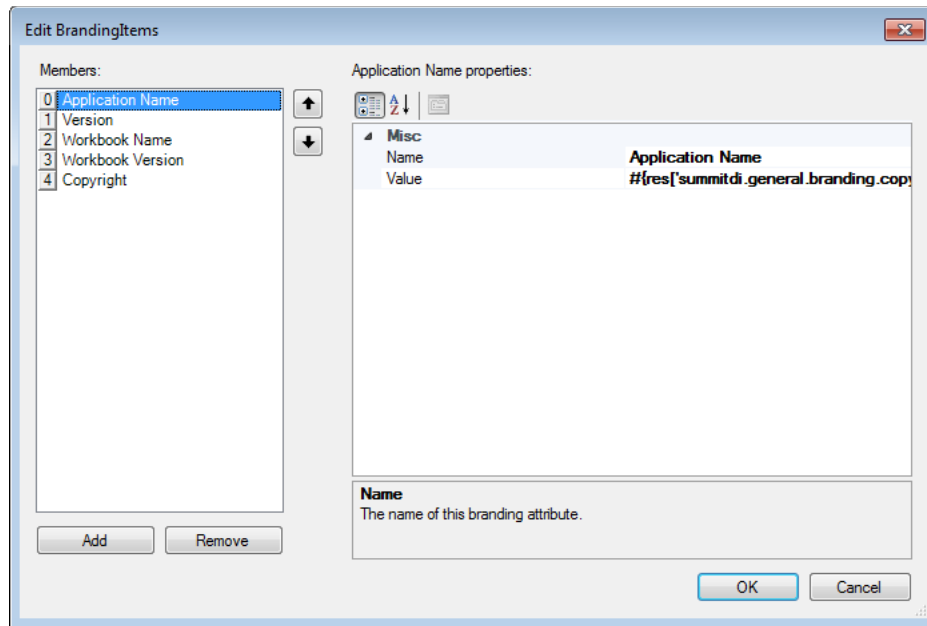 Edit BrandingItems
Members:
0 Application Name
1 Version
2 Workbook Name
3 Workbook Version
4 Copyright
Add Remove
Application Name properties:
A Z
Misc
Name Application Name
Value #{res['summitdi.general.branding.copy
Name
The name of this branding attribute.
OK Cancel